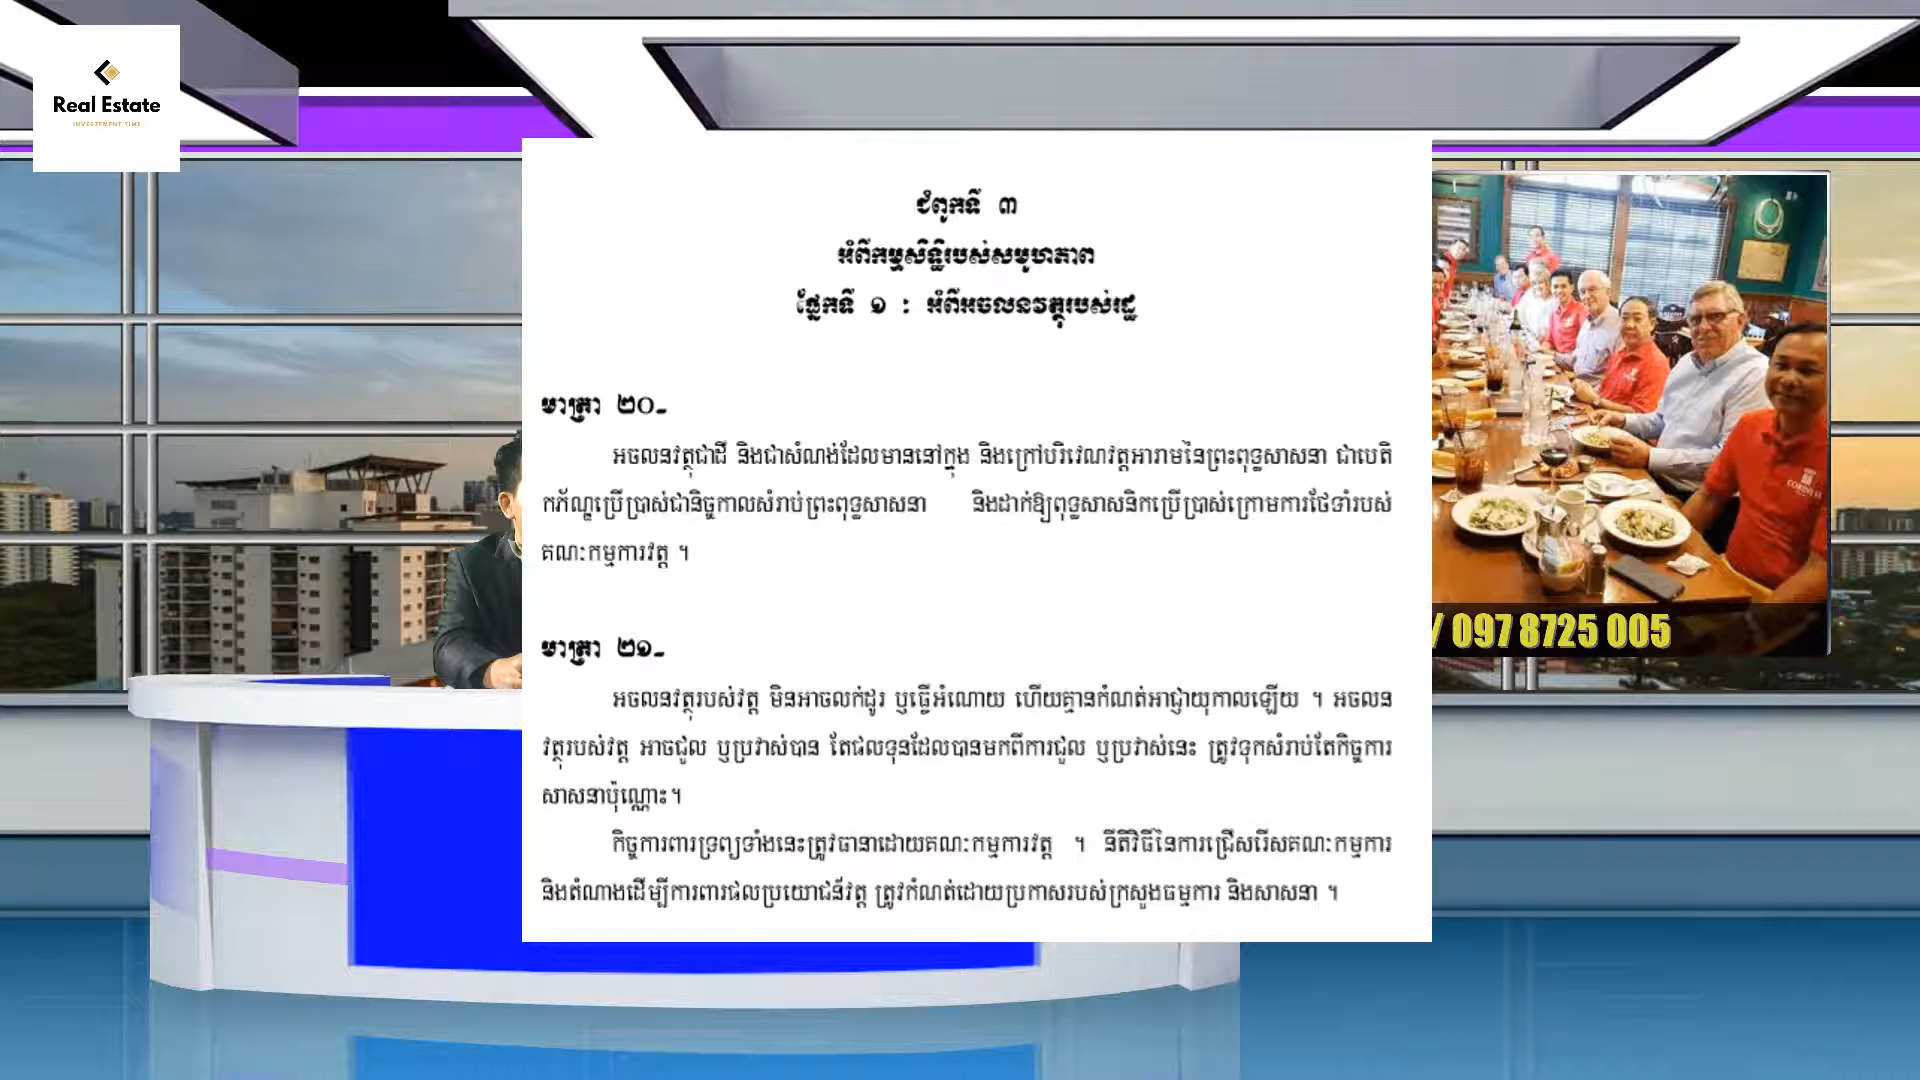 Real Estate
INVESTEMENT TIME
ជំពូកទី ៣
អំពីកម្មសិទ្ធិរបស់សមូហភាព
ផ្នែកទី ១ : អំពីអចលនវត្ថុរបស់រដ្ឋ
មាត្រា ២០_
អចលនវត្ថុជាដី និងជាសំណង់ដែលមាននៅក្នុង និងក្រៅបរិវេណវត្តអារាមនៃព្រះពុទ្ធសាសនា ជាបេតិ
កភ័ណ្ឌប្រើប្រាស់ជានិច្ចកាលសំរាប់ព្រះពុទ្ធសាសនា និងដាក់ឱ្យពុទ្ធសាសនិកប្រើប្រាស់ក្រោមការថែទាំរបស់
គណៈកម្មការវត្ត ។
មាត្រា ២១_
អចលនវត្ថុរបស់វត្ត មិនអាចលក់ដូរ ឬធ្វើអំណោយ ហើយគ្មានកំណត់អាជ្ញាយុកាលឡើយ ។ អចលន
វត្ថុរបស់វត្ត អាចជួល ឬប្រវាស់បាន តែផលទុនដែលបានមកពីការជួល ឬប្រវាស់នេះ ត្រូវទុកសំរាប់តែកិច្ចការ
សាសនាប៉ុណ្ណោះ។
កិច្ចការពារទ្រព្យទាំងនេះត្រូវធានាដោយគណៈកម្មការវត្ត ។ នីតិវិធីនៃការជ្រើសរើសគណៈកម្មការ
និងតំណាងដើម្បីការពារផលប្រយោជន៍វត្ត ត្រូវកំណត់ដោយប្រកាសរបស់ក្រសួងធម្មការ និងសាសនា ។
/ 097 8725 005